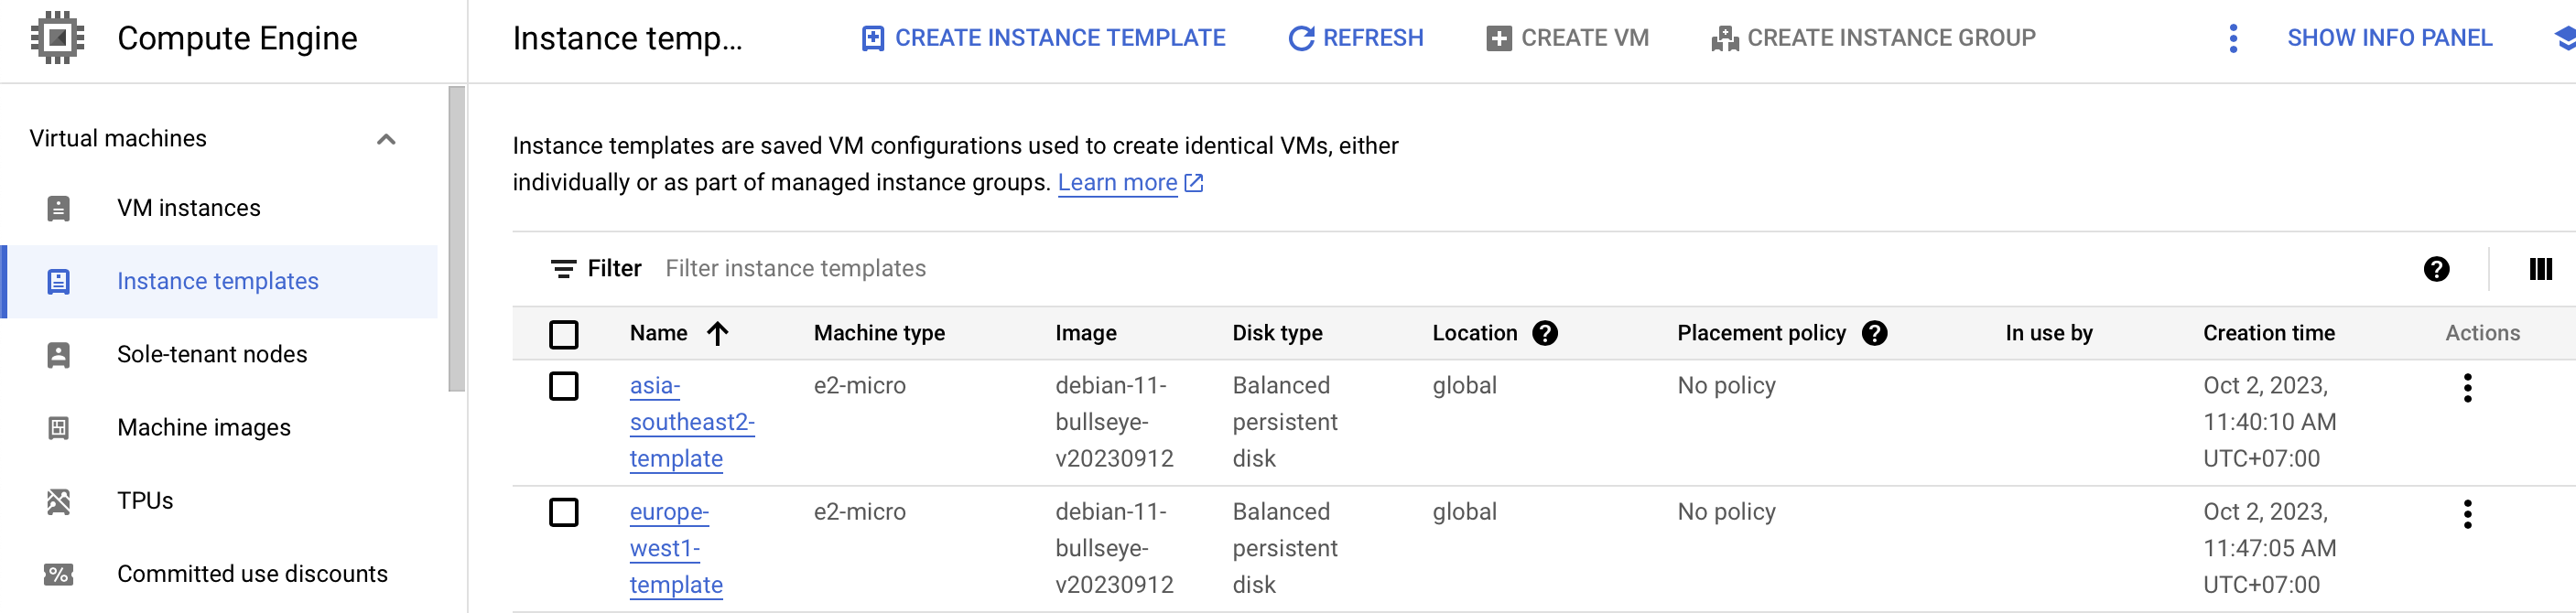 Compute Engine
Instance temp...
CREATE INSTANCE TEMPLATE
REFRESH
CREATE VM
CREATE INSTANCE GROUP
SHOW INFO PANEL
Virtual machines
VM instances
Instance templates
Sole-tenant nodes
Machine images
TPUs
Committed use discounts
Instance templates are saved VM configurations used to create identical VMs, either
individually or as part of managed instance groups. Learn more
Filter Filter instance templates
Name Machine type Image Disk type Location Placement policy In use by Creation time Actions
asia- e2-micro debian-11- Balanced global No policy Oct 2, 2023,
southeast2- bullseye- persistent 11:40:10 AM
template v20230912 disk UTC+07:00
europe- e2-micro debian-11- Balanced global No policy Oct 2, 2023,
west1- bullseye- persistent 11:47:05 AM
template v20230912 disk UTC+07:00